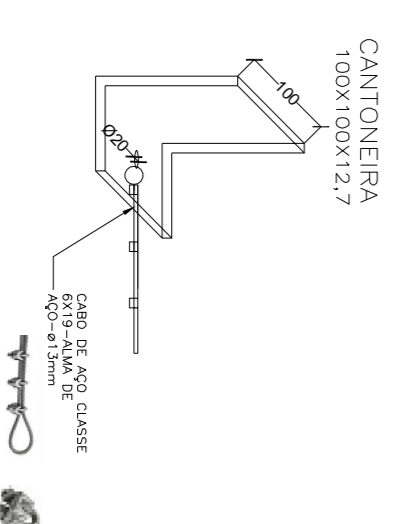 CANTONEIRA
100X100X12,7
100
Ø20
CABO DE AÇO CLASSE
6X19-ALMA DE
AÇO-ø13mm